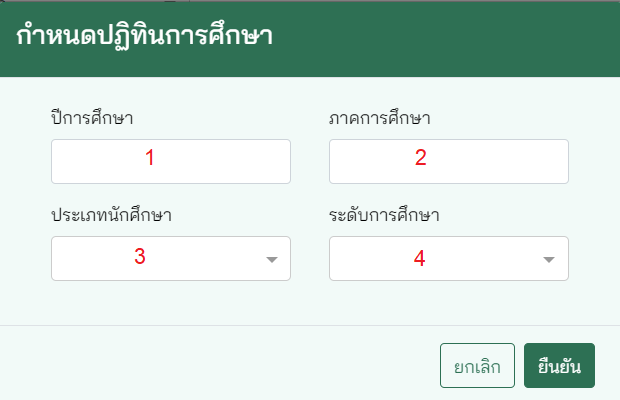 กำหนดปฏิทินการศึกษา
ปีการศึกษา ภาคการศึกษา
1 2
ประเภทนักศึกษา ระดับการศึกษา
3 4
ยกเลิก ยืนยัน